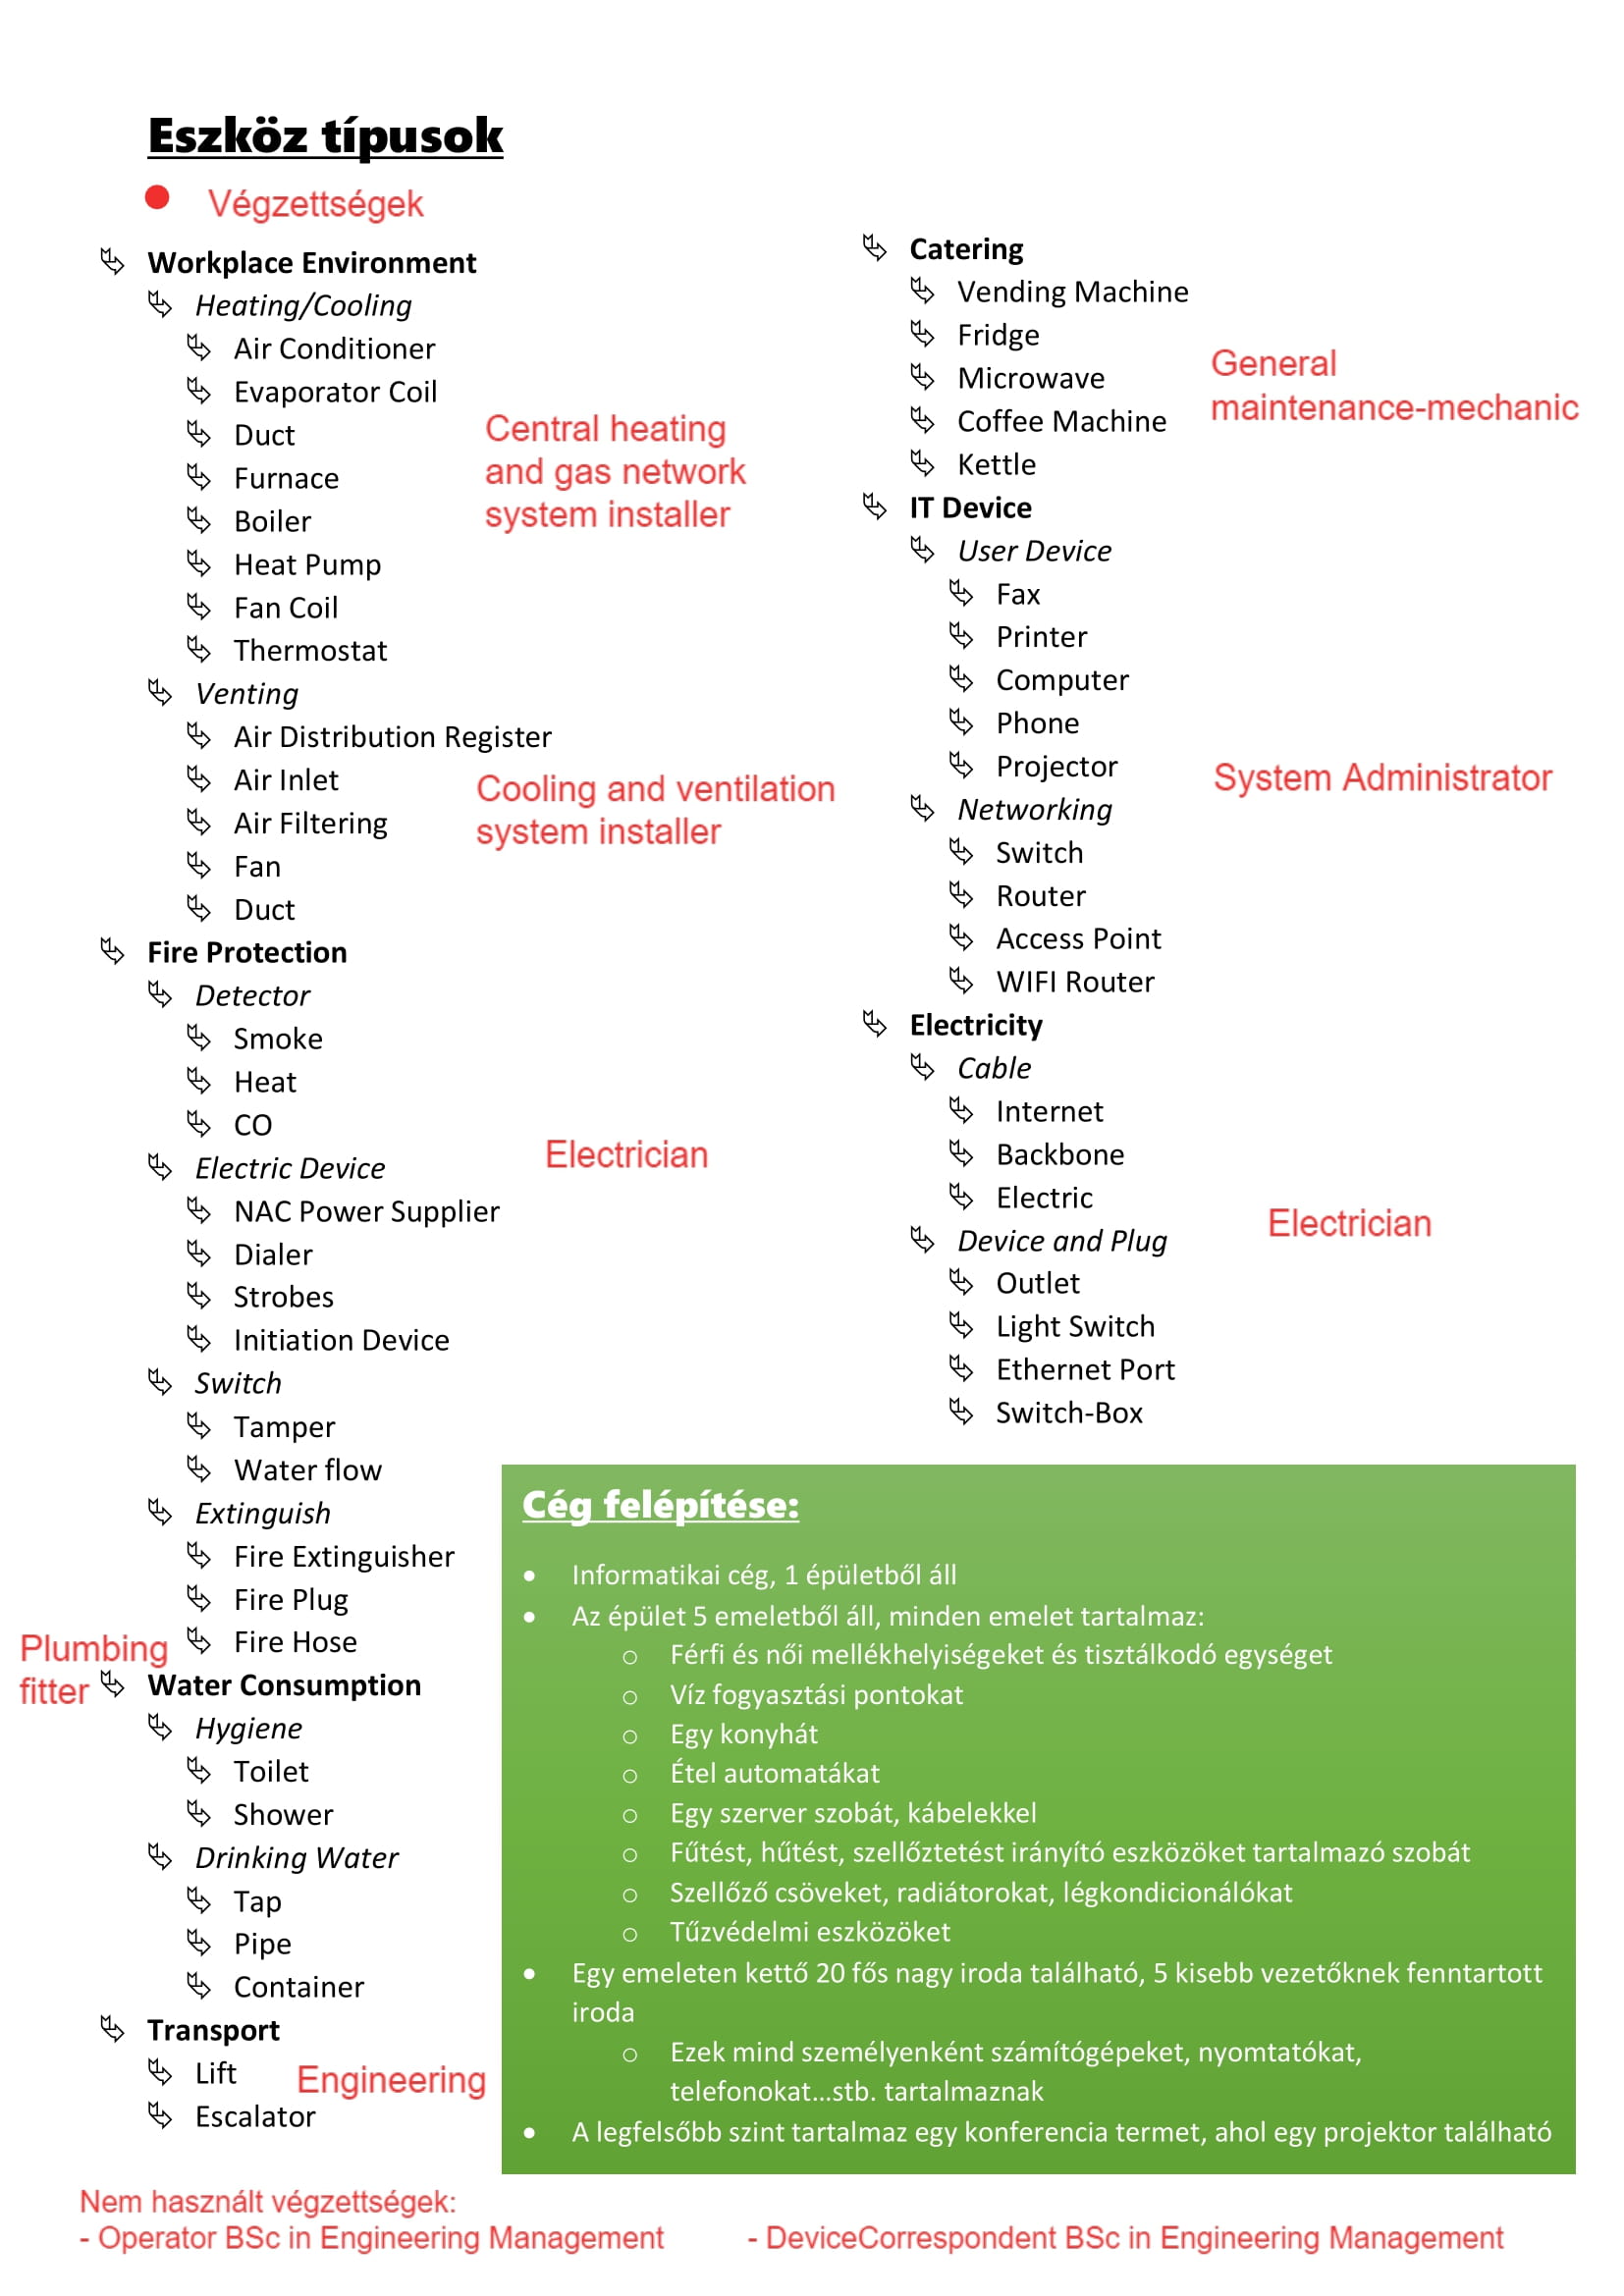 Eszköz típusok
Végzettségek
Workplace Environment
Heating/Cooling
Air Conditioner
Evaporator Coil
Duct
Furnace
Boiler
Heat Pump
Fan Coil
Thermostat
Central heating
and gas network
system installer
Venting
Air Distribution Register
Air Inlet
Air Filtering
Fan
Duct
Cooling and ventilation
system installer
Fire Protection
Detector
Smoke
Heat
CO
Electric Device
NAC Power Supplier
Dialer
Strobes
Initiation Device
Electrician
Switch
Tamper
Water flow
Extinguish
Fire Extinguisher
Fire Plug
Fire Hose
Plumbing
fitter
Water Consumption
Hygiene
Toilet
Shower
Drinking Water
Tap
Pipe
Container
Transport
Lift
Escalator
Engineering
Catering
Vending Machine
Fridge
Microwave
Coffee Machine
Kettle
General
maintenance-mechanic
IT Device
User Device
Fax
Printer
Computer
Phone
Projector
System Administrator
Networking
Switch
Router
Access Point
WIFI Router
Electricity
Cable
Internet
Backbone
Electric
Electrician
Device and Plug
Outlet
Light Switch
Ethernet Port
Switch-Box
Cég felépítése:
• Informatikai cég, 1 épületből áll
• Az épület 5 emeletből áll, minden emelet tartalmaz:
o Férfi és női mellékhelyiségeket és tisztálkodó egységet
o Víz fogyasztási pontokat
o Egy konyhát
o Étel automatákat
o Egy szerver szobát, kábelekkel
o Fűtést, hűtést, szellőztetést irányító eszközöket tartalmazó szobát
o Szellőző csöveket, radiátorokat, légkondicionálókat
o Tűzvédelmi eszközöket
• Egy emeleten kettő 20 fős nagy iroda található, 5 kisebb vezetőknek fenntartott
iroda
o Ezek mind személyenként számítógépeket, nyomtatókat,
telefonokat...stb. tartalmaznak
• A legfelsőbb szint tartalmaz egy konferencia termet, ahol egy projektor található
Nem használt végzettségek:
- Operator BSc in Engineering Management
- DeviceCorrespondent BSc in Engineering Management